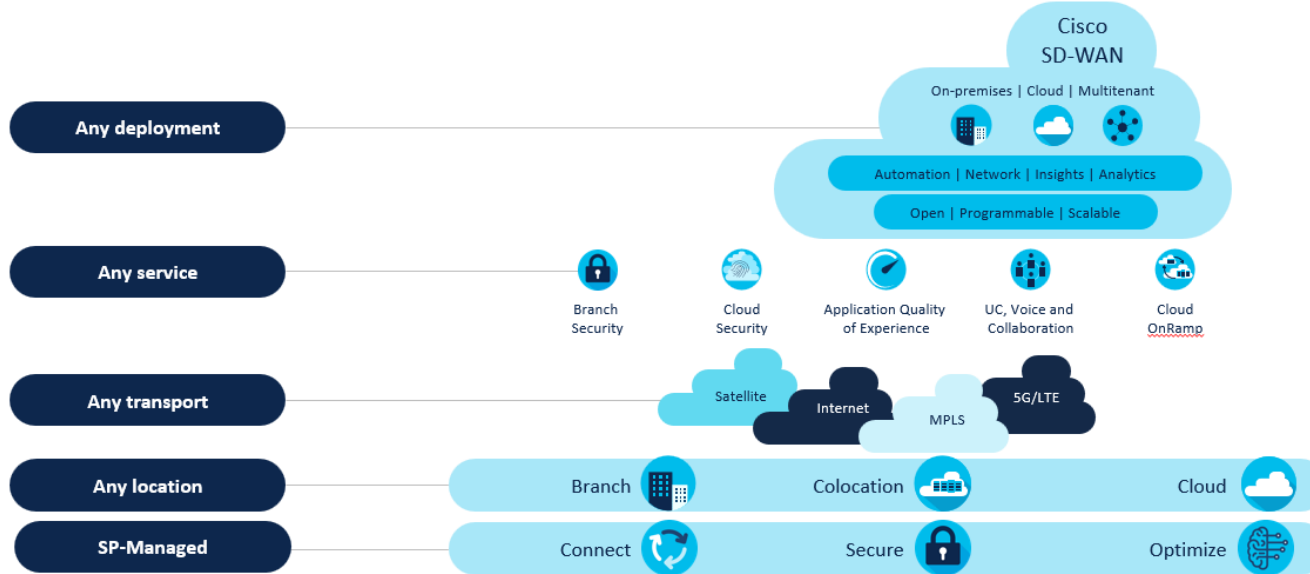 Cisco
SD-WAN
On-premises | Cloud | Multitenant
Any deployment
Automation | Network | Insights | Analytics
Open | Programmable | Scalable
Any service
Branch
Security
Cloud
Security
Application Quality
of Experience
UC, Voice and
Collaboration
Cloud
OnRamp
Any transport
Satellite
Internet
MPLS
5G/LTE
Any location
Branch
Colocation
Cloud
SP-Managed
Connect
Secure
Optimize